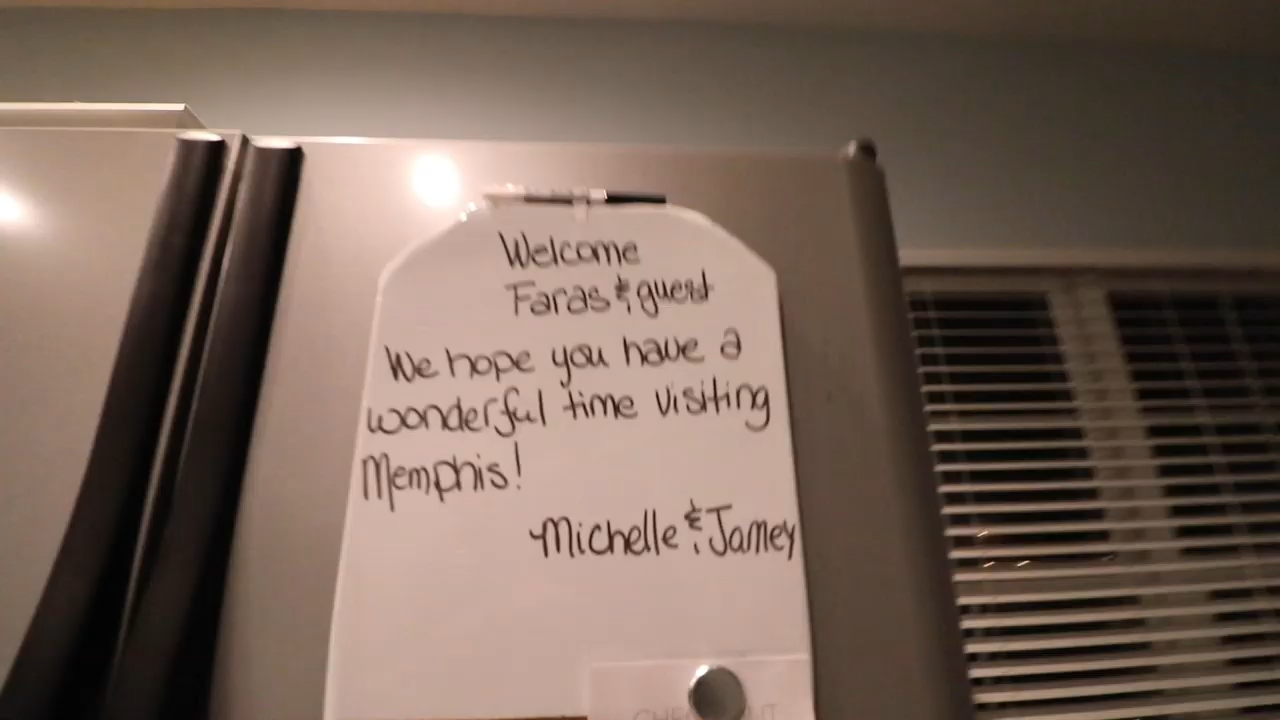 Welcome
Faras & guest
We hope you have a
wonderful time visiting
Memphis!
-Michelle & Jamey